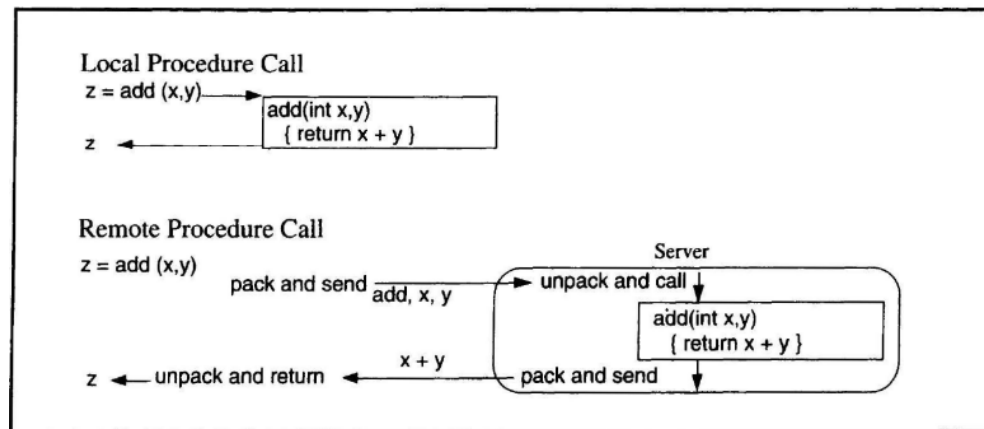 Local Procedure Call
z = add (x,y)
add(int x,y)
{ return x + y }
z
Remote Procedure Call
z = add (x,y)
Server
pack and send
add, x, y
unpack and call
add(int x,y)
{ return x + y }
z
unpack and return
x + y
pack and send